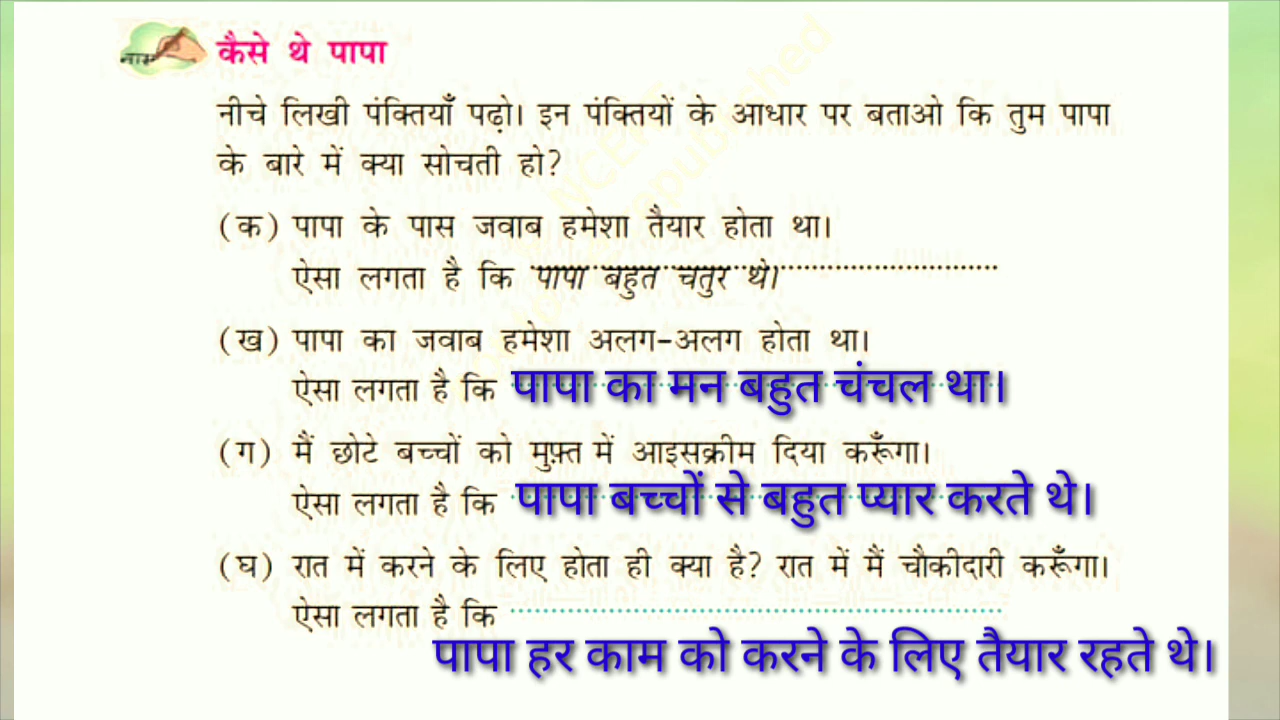 कैसे थे पापा
नीचे लिखी पंक्तियाँ पढ़ो। इन पंक्तियों के आधार पर बताओ कि तुम पापा
के बारे में क्या सोचती हो?
(क) पापा के पास जवाब हमेशा तैयार होता था।
ऐसा लगता है कि पापा बहुत चतुर थे।
(ख) पापा का जवाब हमेशा अलग-अलग होता था।
ऐसा लगता है कि पापा का मन बहुत चंचल था।
(ग) मैं छोटे बच्चों को मुफ़्त में आइसक्रीम दिया करूँगा।
ऐसा लगता है कि पापा बच्चों से बहुत प्यार करते थे।
(घ) रात में करने के लिए होता ही क्या है? रात में मैं चौकीदारी करूँगा।
ऐसा लगता है कि
पापा हर काम को करने के लिए तैयार रहते थे।